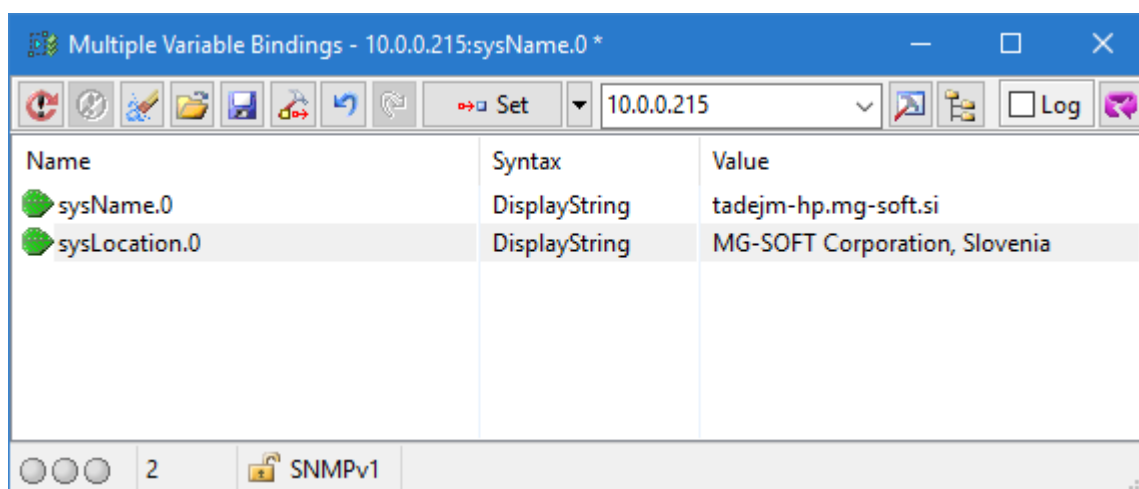 Multiple Variable Bindings - 10.0.0.215:sysName.0 *
Set 10.0.0.215 Log
Name Syntax Value
sysName.0 DisplayString tadejm-hp.mg-soft.si
sysLocation.0 DisplayString MG-SOFT Corporation, Slovenia
2 SNMPv1